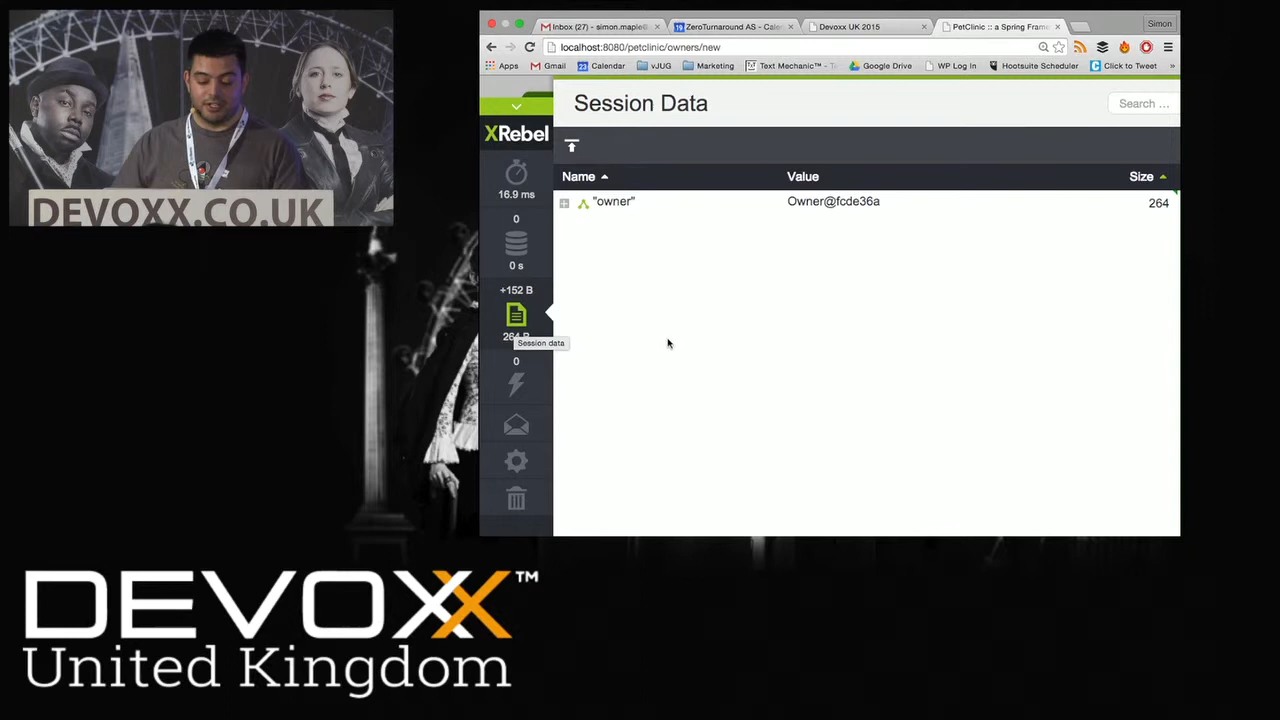 DEVOXX.CO.UK
Inbox (27) - simon.maple@
ZeroTurnaround AS - Cale
Devoxx UK 2015
PetClinic :: a Spring Fram
Simon
localhost:8080/petclinic/owners/new
Apps
Gmail
Calendar
vJUG
Marketing
Text Mechanic™ - T
Google Drive
WP Log In
Hootsuite Scheduler
Click to Tweet
»
XRebel
16.9 ms
0
0 s
+152 B
264 B
Session data
0
Session Data
Search ...
Name Value Size
"owner" Owner@fcde36a 264
DEVOXX™
United Kingdom